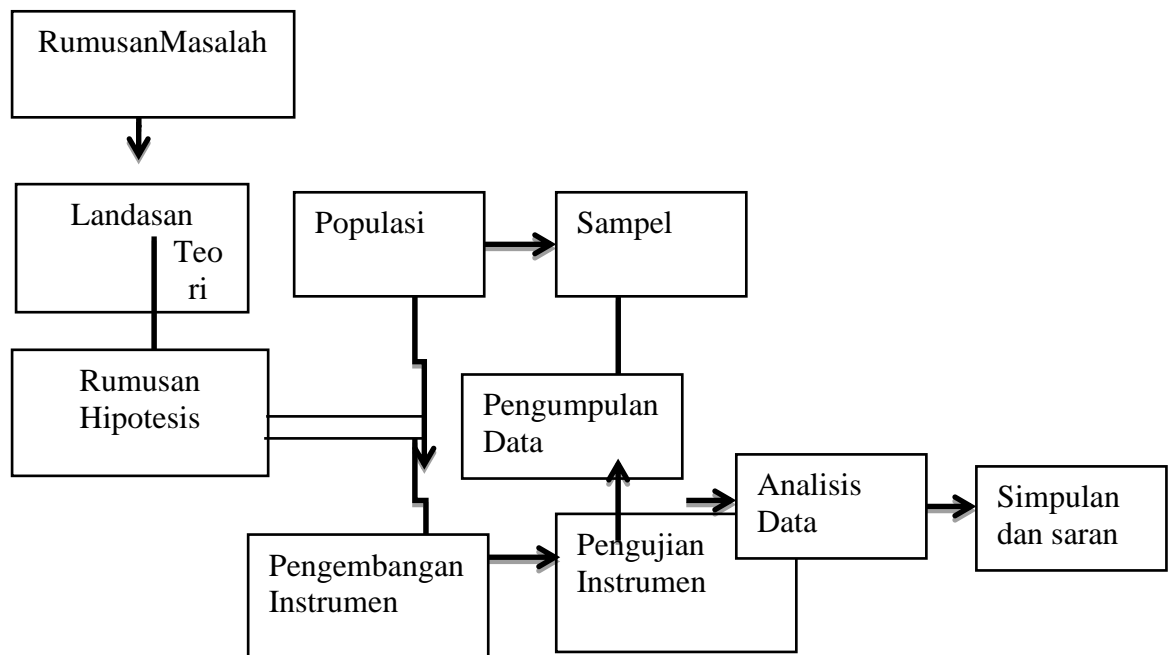 RumusanMasalah
Landasan
Teo
ri
Populasi
Sampel
Rumusan
Hipotesis
Pengumpulan
Data
Analisis
Data
Simpulan
dan saran
Pengembangan
Instrumen
Pengujian
Instrumen